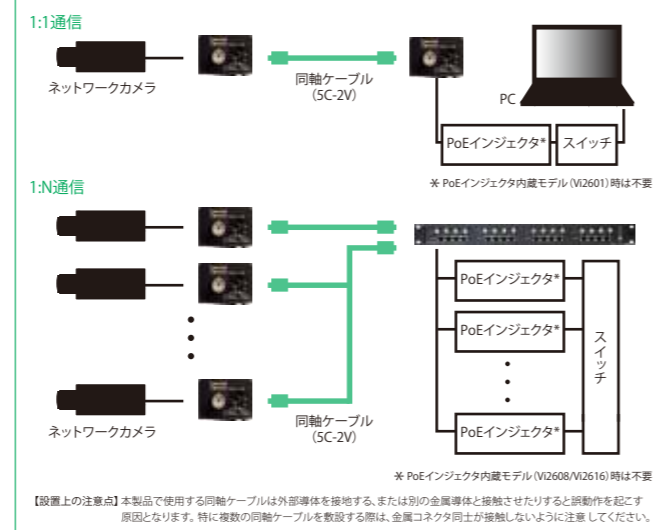 1:1通信
ネットワークカメラ
同軸ケーブル
（5C-2V）
PC
PoEインジェクタ*
スイッチ
* PoEインジェクタ内蔵モデル（Vi2601）時は不要
1:N通信
PoEインジェクタ*
PoEインジェクタ*
スイッチ
PoEインジェクタ*
ネットワークカメラ
同軸ケーブル
（5C-2V）
* PoEインジェクタ内蔵モデル（Vi2608/Vi2616）時は不要
【設置上の注意点】本製品で使用する同軸ケーブルは外部導体を接地する、または別の金属導体と接触させたりすると誤動作を起こす
原因となります。特に複数の同軸ケーブルを敷設する際は、金属コネクタ同士が接触しないように注意してください。